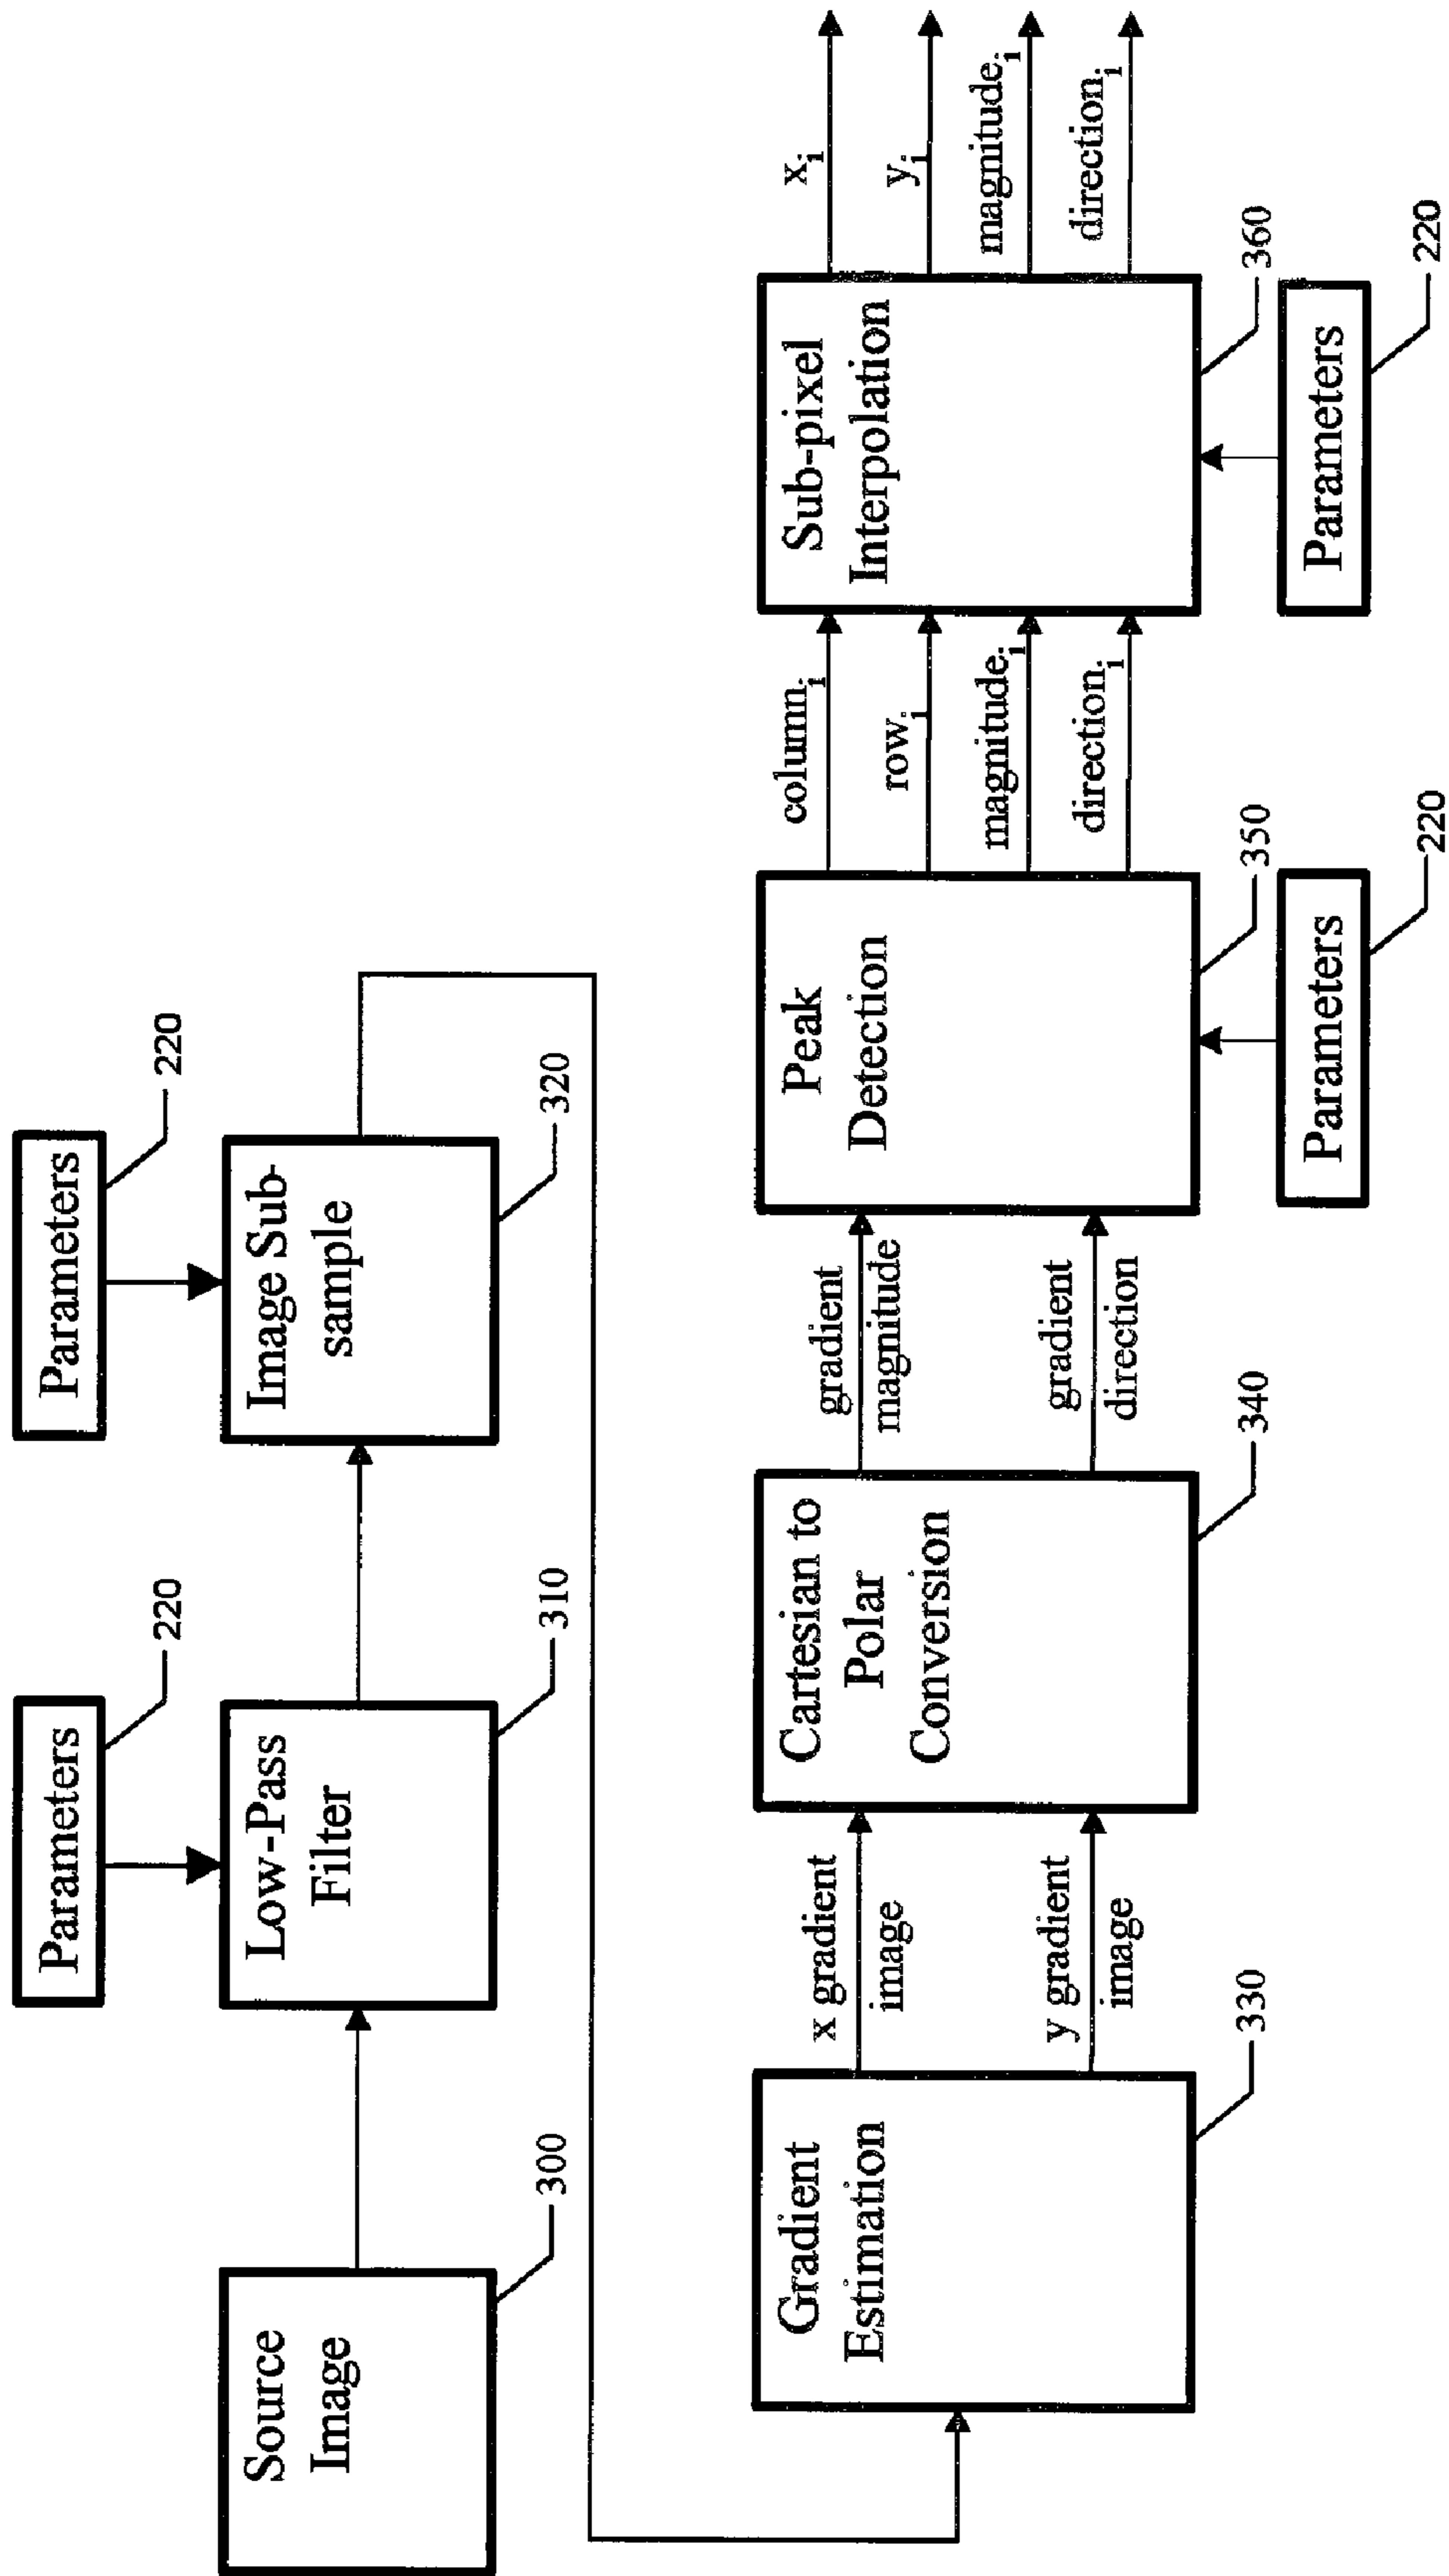 Parameters
220
Parameters
220
Source
Image
300
Low-Pass
Filter
310
Image Sub-
sample
320
Gradient
Estimation
330
x gradient
image
y gradient
image
Cartesian to
Polar
Conversion
340
gradient
magnitude
gradient
direction
Peak
Detection
350
Parameters
220
column_i
row_i
magnitude_i
direction_i
Sub-pixel
Interpolation
360
Parameters
220
x_i
y_i
magnitude_i
direction_i